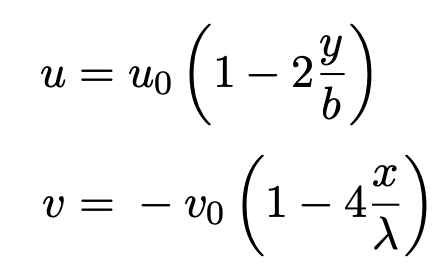 u = u₀ (1 − 2 y/b)
v = − v₀ (1 − 4 x/λ)